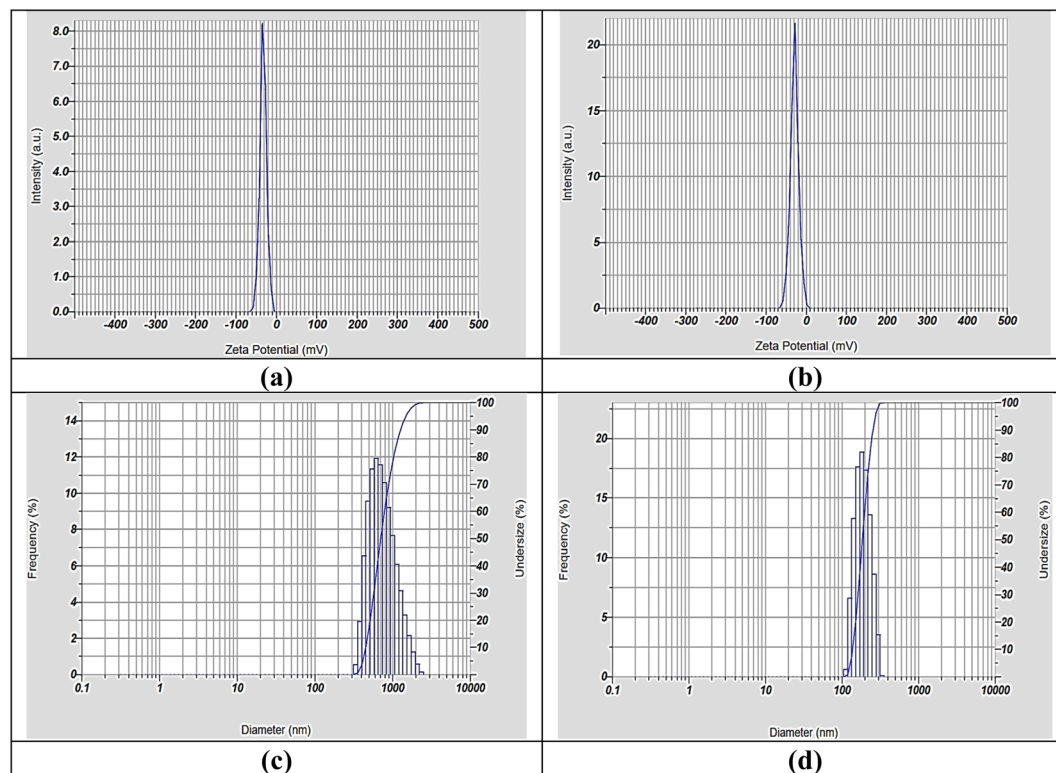 8.0
7.0
6.0
5.0
4.0
3.0
2.0
1.0
0.0
Intensity (a.u.)
-400 -300 -200 -100 0 100 200 300 400 500
Zeta Potential (mV)
(a)
20
15
10
5
0
Intensity (a.u.)
-400 -300 -200 -100 0 100 200 300 400 500
Zeta Potential (mV)
(b)
14
12
10
8
6
4
2
0
Frequency (%)
100
90
80
70
60
50
40
30
20
10
Undersize (%)
0.1 1 10 100 1000 10000
Diameter (nm)
(c)
20
15
10
5
0
Frequency (%)
100
90
80
70
60
50
40
30
20
10
Undersize (%)
0.1 1 10 100 1000 10000
Diameter (nm)
(d)